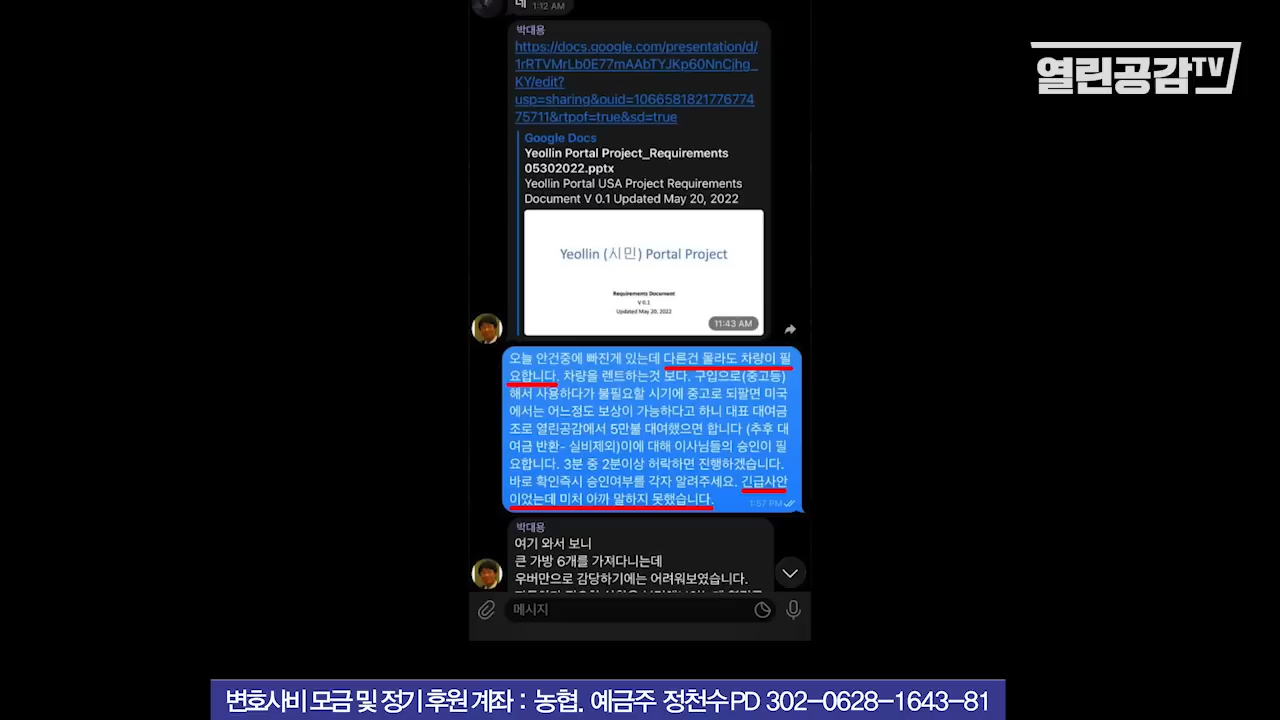 네 1:12 AM
박대용
https://docs.google.com/presentation/d/
1rRTVMrLb0E77mAAbTYJKp60NnCjhg_
KY/edit?
usp=sharing&ouid=1066581821776774
75711&rtpof=true&sd=true
Google Docs
Yeollin Portal Project_Requirements
05302022.pptx
Yeollin Portal USA Project Requirements
Document V 0.1 Updated May 20, 2022
Yeollin (시민) Portal Project
Requirements Document
V 0.1
Updated May 20, 2022
11:43 AM
오늘 안건중에 빠진게 있는데 다른건 몰라도 차량이 필
요합니다. 차량을 렌트하는것 보다. 구입으로(중고등)
해서 사용하다가 불필요할 시기에 중고로 되팔면 미국
에서는 어느정도 보상이 가능하다고 하니 대표 대여금
조로 열린공감에서 5만불 대여했으면 합니다 (추후 대
여금 반환- 실비제외)이에 대해 이사님들의 승인이 필
요합니다. 3분 중 2분이상 허락하면 진행하겠습니다.
바로 확인즉시 승인여부를 각자 알려주세요. 긴급사안
이었는데 미처 아까 말하지 못했습니다.
1:57 PM
박대용
여기 와서 보니
큰 가방 6개를 가져다니는데
우버만으로 감당하기에는 어려워보였습니다.
메시지
열린공감TV
변호사비 모금 및 정기 후원 계좌 : 농협. 예금주 정천수 PD 302-0628-1643-81